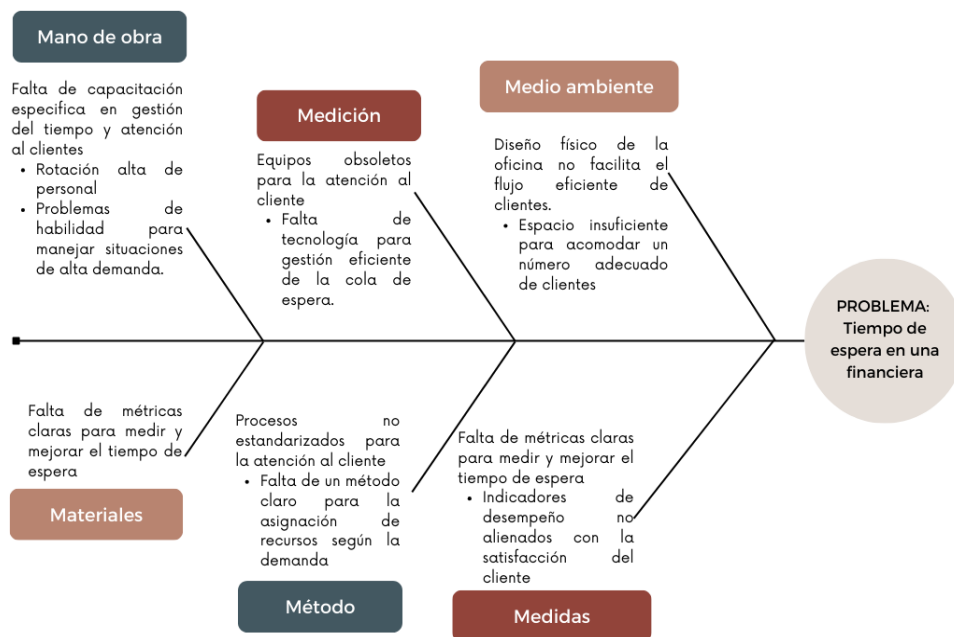 Mano de obra
Falta de capacitación
especifica en gestión
del tiempo y atención
al clientes
• Rotación alta de
personal
• Problemas de
habilidad para
manejar situaciones
de alta demanda.
Medición
Equipos obsoletos
para la atención al
cliente
• Falta de
tecnología para
gestión eficiente
de la cola de
espera.
Medio ambiente
Diseño físico de la
oficina no facilita el
flujo eficiente de
clientes.
• Espacio insuficiente
para acomodar un
número adecuado
de clientes
PROBLEMA:
Tiempo de
espera en una
financiera
Falta de métricas
claras para medir y
mejorar el tiempo de
espera
Materiales
Procesos no
estandarizados para
la atención al cliente
• Falta de un método
claro para la
asignación de
recursos según la
demanda
Método
Falta de métricas claras
para medir y mejorar el
tiempo de espera
• Indicadores de
desempeño no
alienados con la
satisfacción del
cliente
Medidas